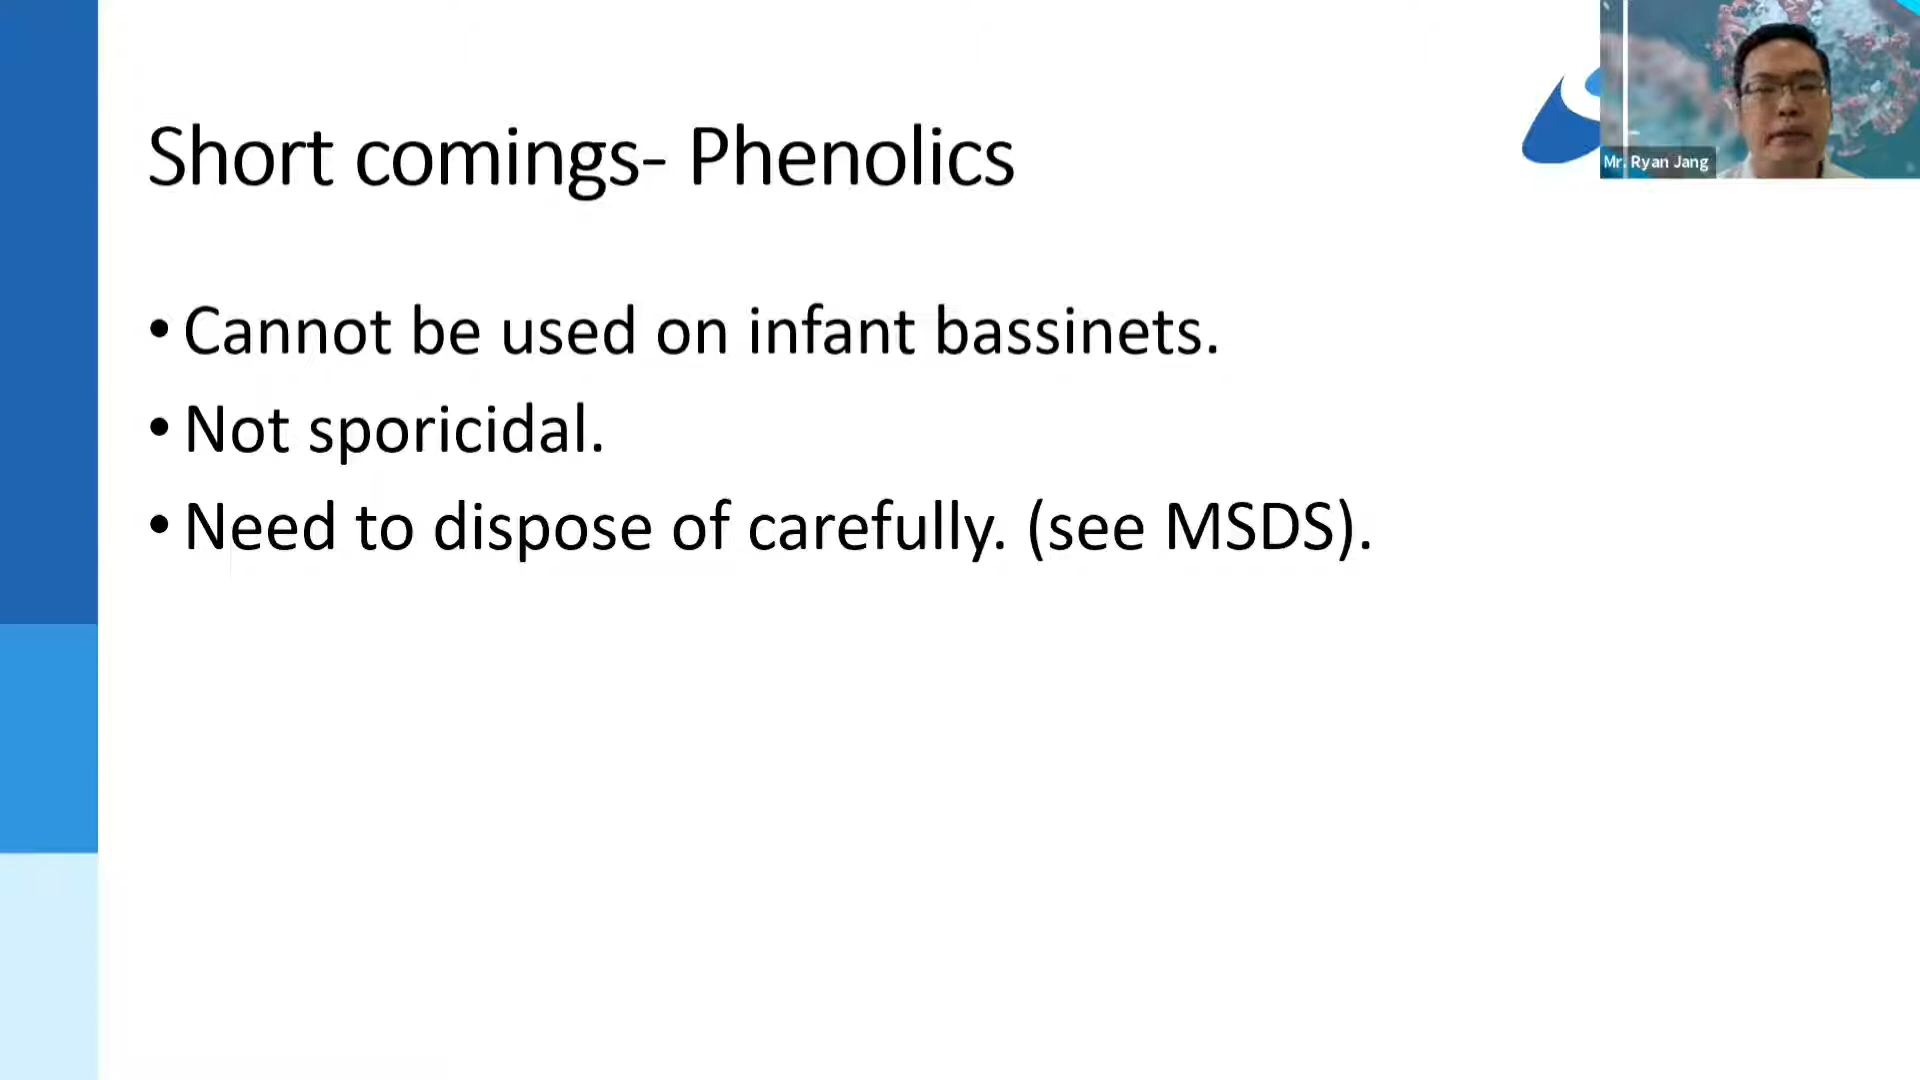 Short comings- Phenolics
Mr. Ryan Jang
• Cannot be used on infant bassinets.
• Not sporicidal.
• Need to dispose of carefully. (see MSDS).